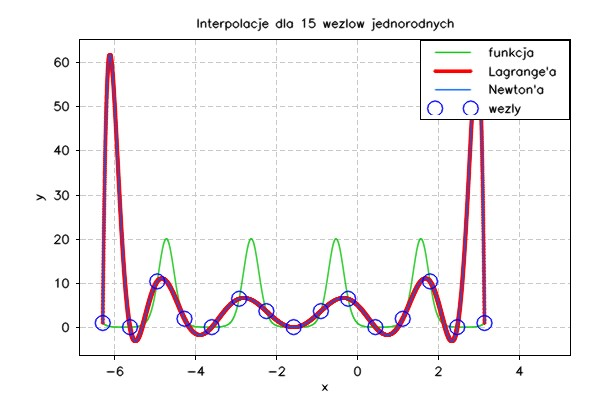 Interpolacje dla 15 wezlow jednorodnych
funkcja
Lagrange'a
Newton'a
wezly
60
50
40
30
20
10
0
y
-6 -4 -2 0 2 4
x